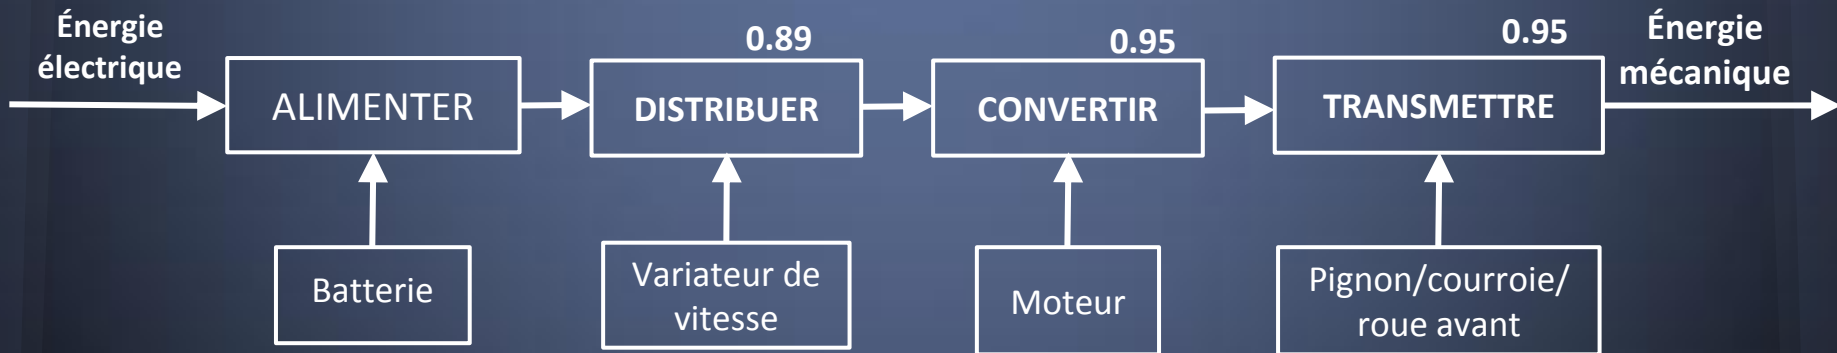 Énergie
électrique
ALIMENTER
0.89
DISTRIBUER
0.95
CONVERTIR
0.95
TRANSMETTRE
Énergie
mécanique
Batterie
Variateur de
vitesse
Moteur
Pignon/courroie/
roue avant